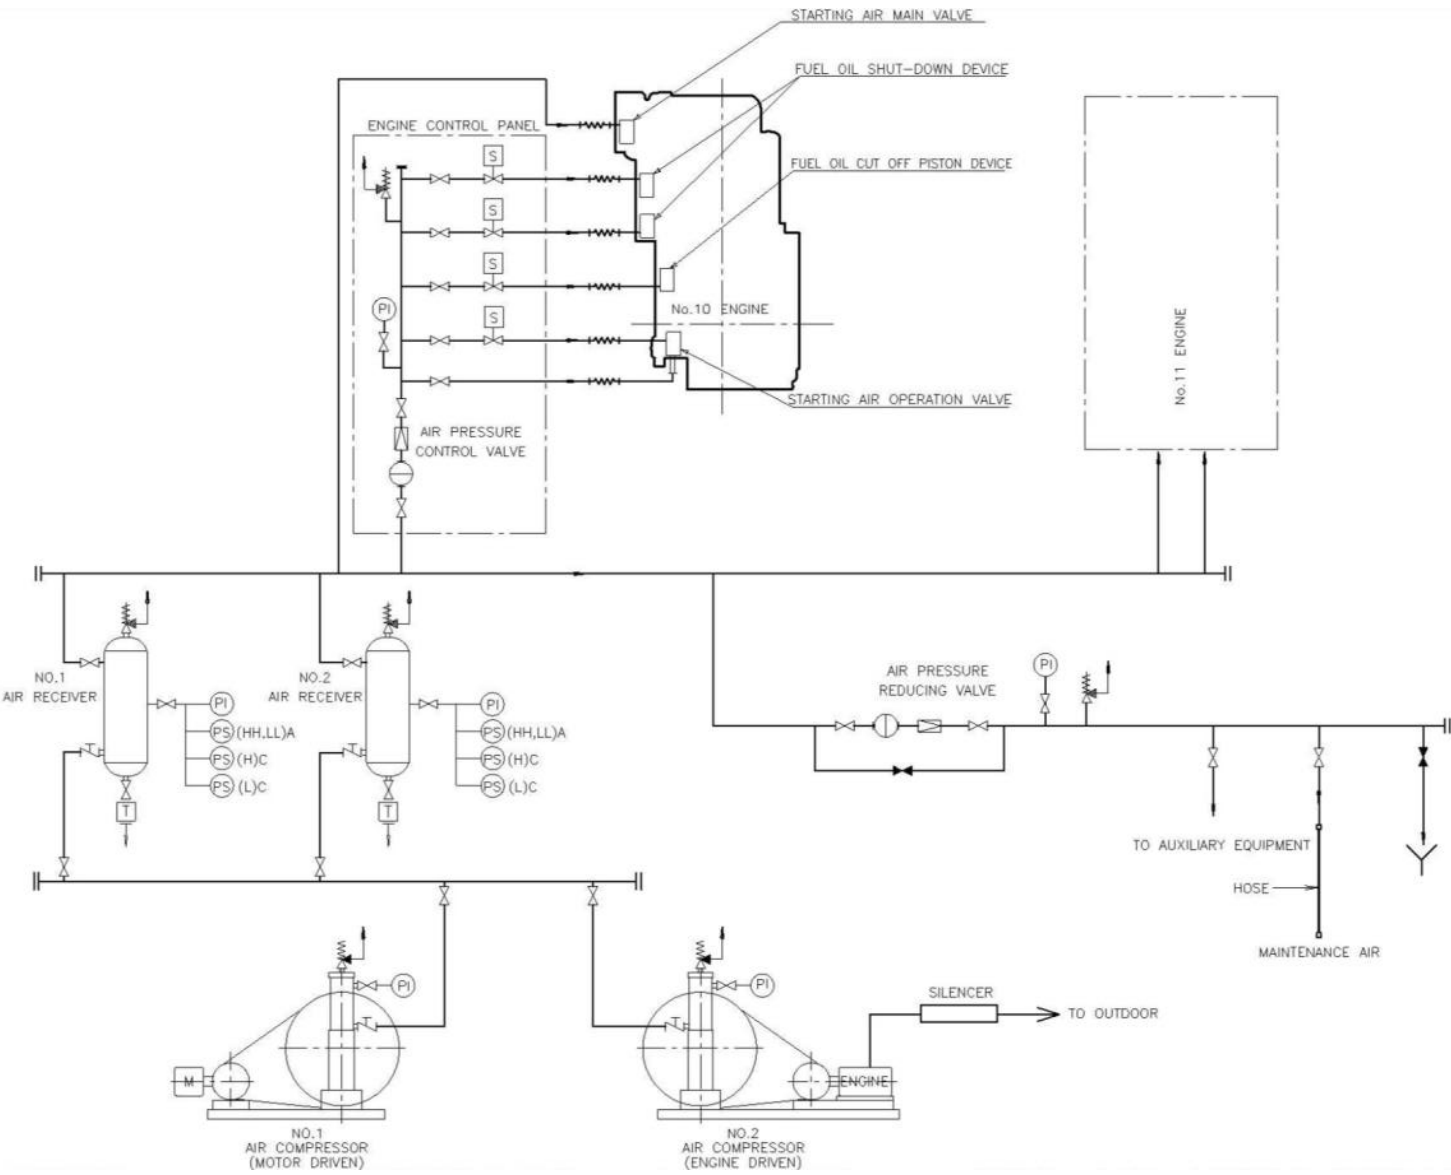 STARTING AIR MAIN VALVE
FUEL OIL SHUT-DOWN DEVICE
ENGINE CONTROL PANEL
S
FUEL OIL CUT OFF PISTON DEVICE
S
S
PI
No.10 ENGINE
S
No.11 ENGINE
STARTING AIR OPERATION VALVE
AIR PRESSURE
CONTROL VALVE
NO.1
AIR RECEIVER
NO.2
AIR RECEIVER
PI
PS (HH,LL)A
PS (H)C
PS (L)C
T
PI
PS (HH,LL)A
PS (H)C
PS (L)C
T
AIR PRESSURE
REDUCING VALVE
PI
TO AUXILIARY EQUIPMENT
HOSE
MAINTENANCE AIR
PI
PI
SILENCER
TO OUTDOOR
M
ENGINE
NO.1
AIR COMPRESSOR
(MOTOR DRIVEN)
NO.2
AIR COMPRESSOR
(ENGINE DRIVEN)